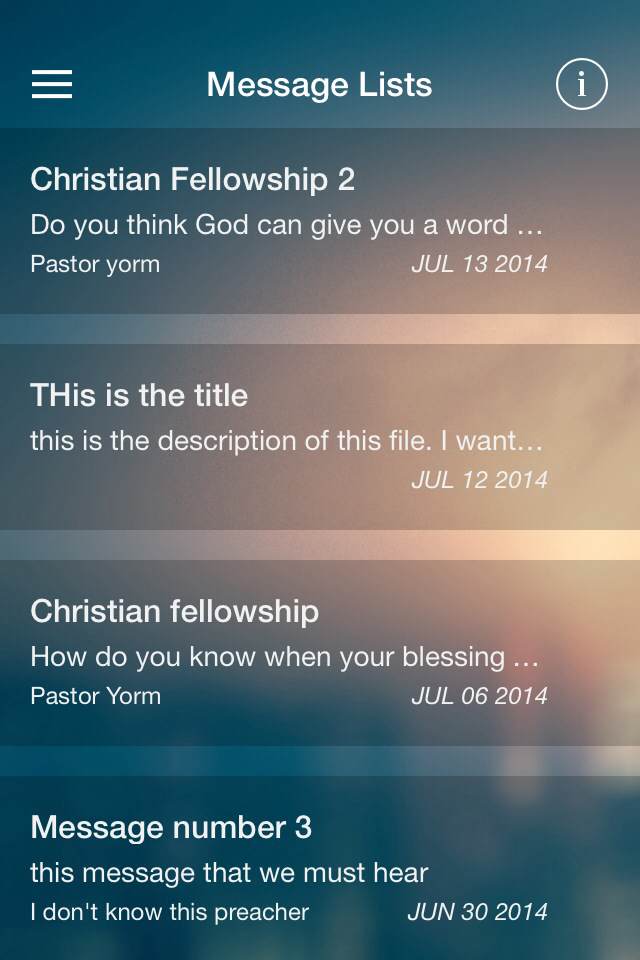 Message Lists
i
Christian Fellowship 2
Do you think God can give you a word ...
Pastor yorm JUL 13 2014
THis is the title
this is the description of this file. I want...
JUL 12 2014
Christian fellowship
How do you know when your blessing ...
Pastor Yorm JUL 06 2014
Message number 3
this message that we must hear
I don't know this preacher JUN 30 2014